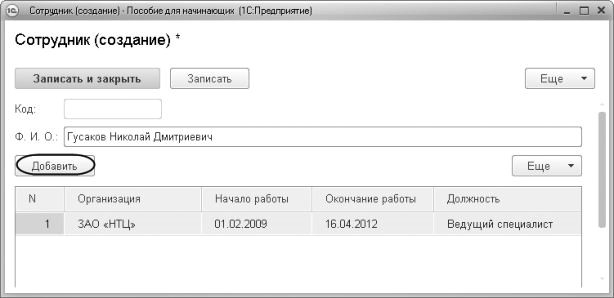 1С Сотрудник (создание) - Пособие для начинающих (1С:Предприятие)
Сотрудник (создание) *
Записать и закрыть Записать Еще
Код:
Ф. И. О.: Гусаков Николай Дмитриевич
Добавить Еще
N Организация Начало работы Окончание работы Должность
1 ЗАО «НТЦ» 01.02.2009 16.04.2012 Ведущий специалист